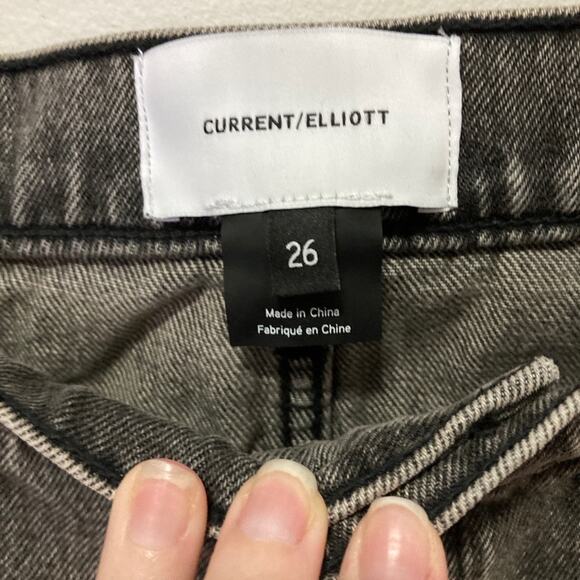 CURRENT/ELLIOTT
26
Made in China
Fabriqué en Chine